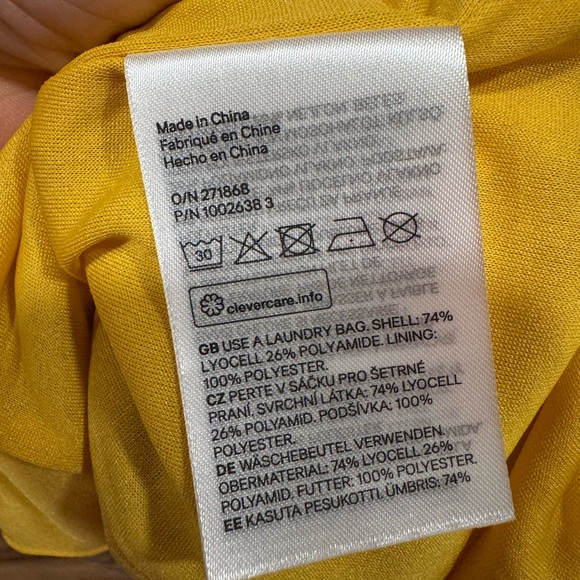 Made in China
Fabriqué en Chine
Hecho en China
O/N 271868
P/N 1002638 3
30
clevercare.info
GB USE A LAUNDRY BAG. SHELL: 74%
LYOCELL 26% POLYAMIDE. LINING:
100% POLYESTER.
CZ PERTE V SÁČKU PRO ŠETRNÉ
PRANÍ. SVRCHNÍ LÁTKA: 74% LYOCELL
26% POLYAMID. PODŠÍVKA: 100%
POLYESTER.
DE WÄSCHEBEUTEL VERWENDEN.
OBERMATERIAL: 74% LYOCELL 26%
POLYAMID. FUTTER: 100% POLYESTER.
EE KASUTA PESUKOTTI. ÜMBRIS: 74%